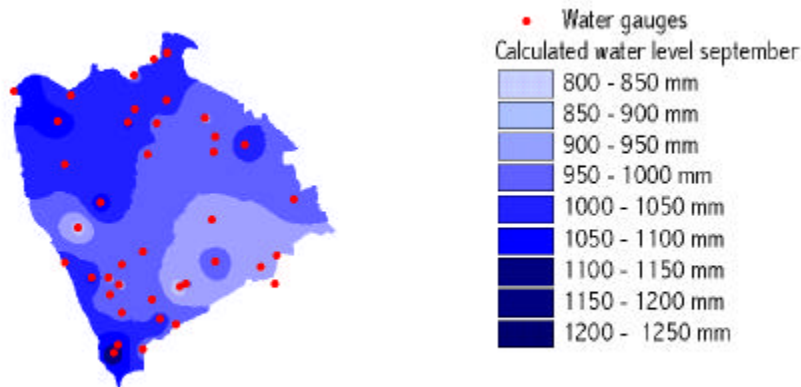 Water gauges
Calculated water level september
800 - 850 mm
850 - 900 mm
900 - 950 mm
950 - 1000 mm
1000 - 1050 mm
1050 - 1100 mm
1100 - 1150 mm
1150 - 1200 mm
1200 - 1250 mm